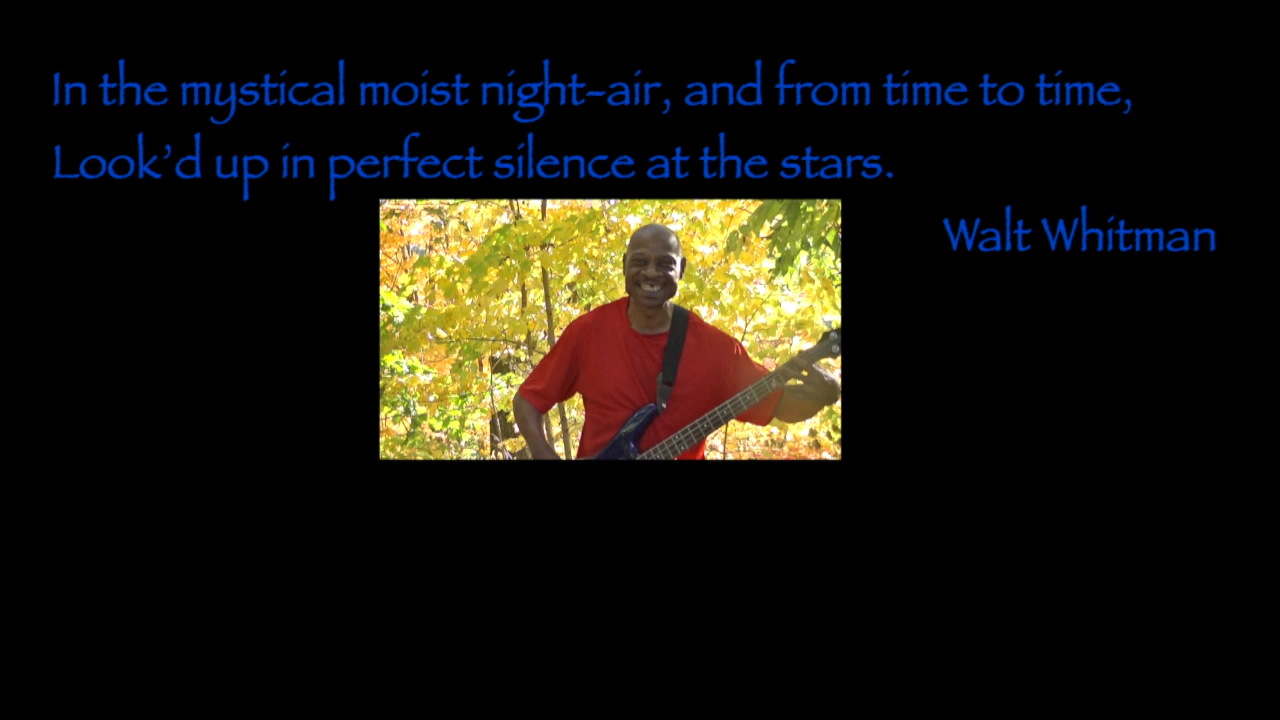 In the mystical moist night-air, and from time to time,
Look’d up in perfect silence at the stars.
Walt Whitman